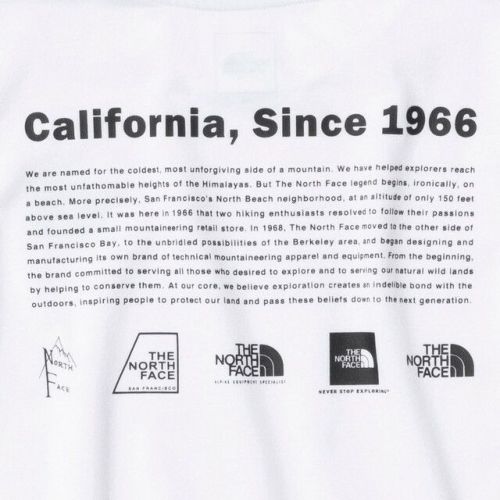 California, Since 1966
We are named for the coldest, most unforgiving side of a mountain. We have helped explorers reach
the most unfathomable heights of the Himalayas. But The North Face legend begins, ironically, on
a beach. More precisely, San Francisco's North Beach neighborhood, at an altitude of only 150 feet
above sea level. It was here in 1966 that two hiking enthusiasts resolved to follow their passions
and founded a small mountaineering retail store. In 1968, The North Face moved to the other side of
San Francisco Bay, to the unbridled possibilities of the Berkeley area, and began designing and
manufacturing its own brand of technical mountaineering apparel and equipment. From the beginning,
the brand committed to serving all those who desired to explore and to serving our natural wild lands
by helping to conserve them. At our core, we believe exploration creates an indelible bond with the
outdoors, inspiring people to protect our land and pass these beliefs down to the next generation.
North
Face
THE
NORTH
FACE
SAN FRANCISCO
THE
NORTH
FACE
ALPINE EQUIPMENT SPECIALIST
THE
NORTH
FACE
NEVER STOP EXPLORING
THE
NORTH
FACE